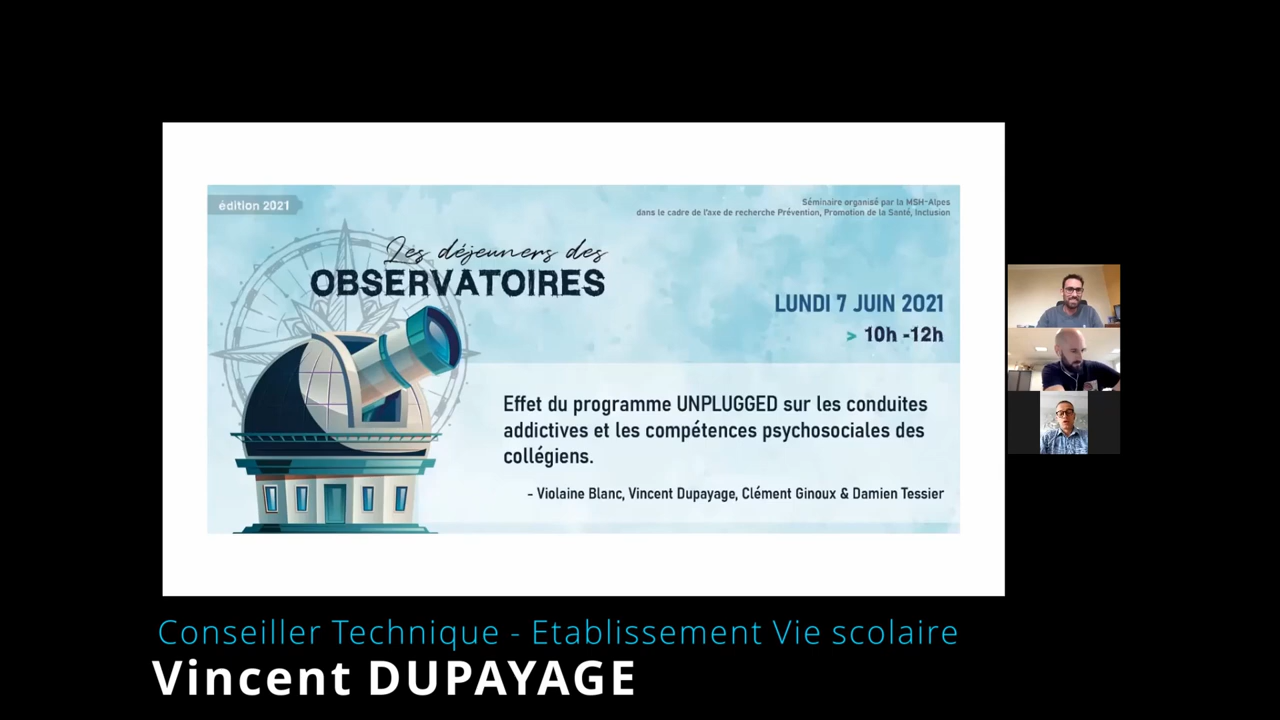 édition 2021
Séminaire organisé par la MSH-Alpes
dans le cadre de l'axe de recherche Prévention, Promotion de la Santé, Inclusion
Les déjeuners des
OBSERVATOIRES
LUNDI 7 JUIN 2021
> 10h -12h
Effet du programme UNPLUGGED sur les conduites
addictives et les compétences psychosociales des
collégiens.
- Violaine Blanc, Vincent Dupayage, Clément Ginoux & Damien Tessier
Conseiller Technique - Etablissement Vie scolaire
Vincent DUPAYAGE